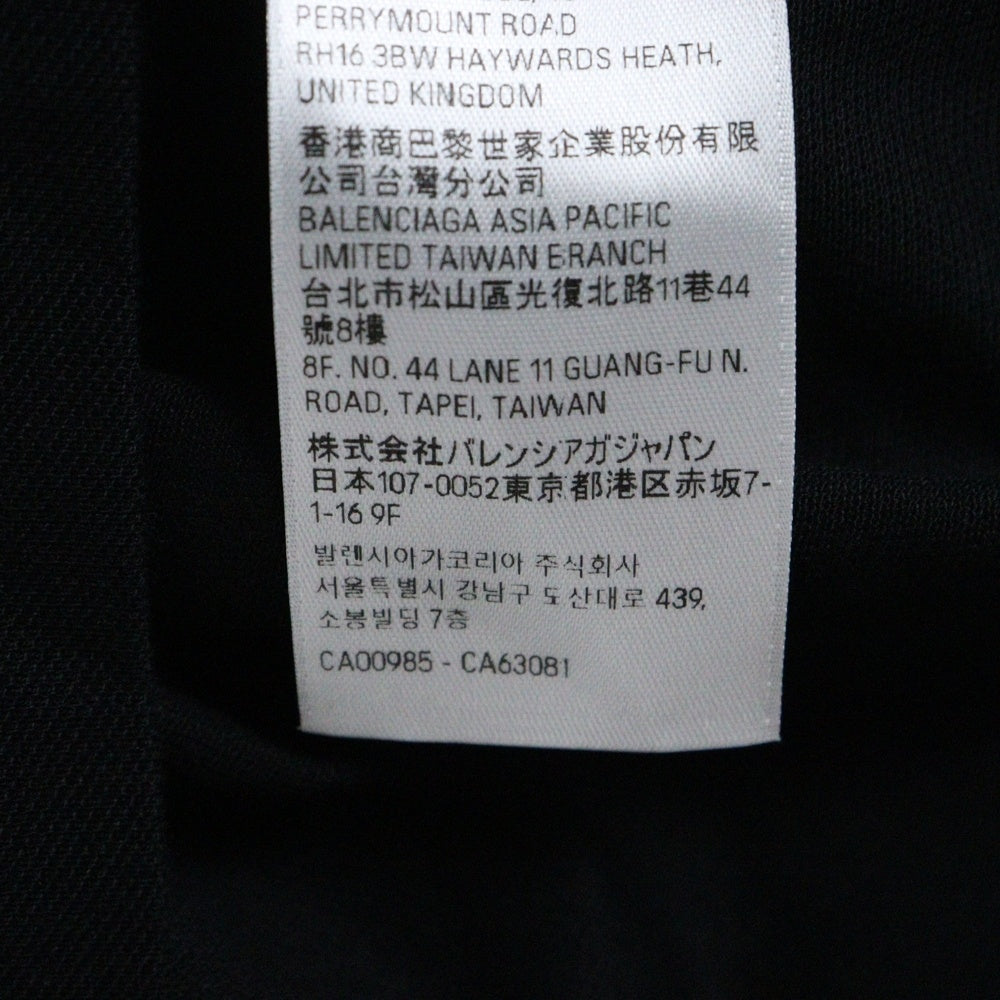 PERRYMOUNT ROAD
RH16 3BW HAYWARDS HEATH,
UNITED KINGDOM
香港商巴黎世家企業股份有限
公司台灣分公司
BALENCIAGA ASIA PACIFIC
LIMITED TAIWAN BRANCH
台北市松山區光復北路11巷44
號8樓
8F. NO. 44 LANE 11 GUANG-FU N.
ROAD, TAPEI, TAIWAN
株式会社バレンシアガジャパン
日本107-0052東京都港区赤坂7-
1-16 9F
발렌시아가코리아 주식회사
서울특별시 강남구 도산대로 439,
소봉빌딩 7층
CA00985 - CA63081